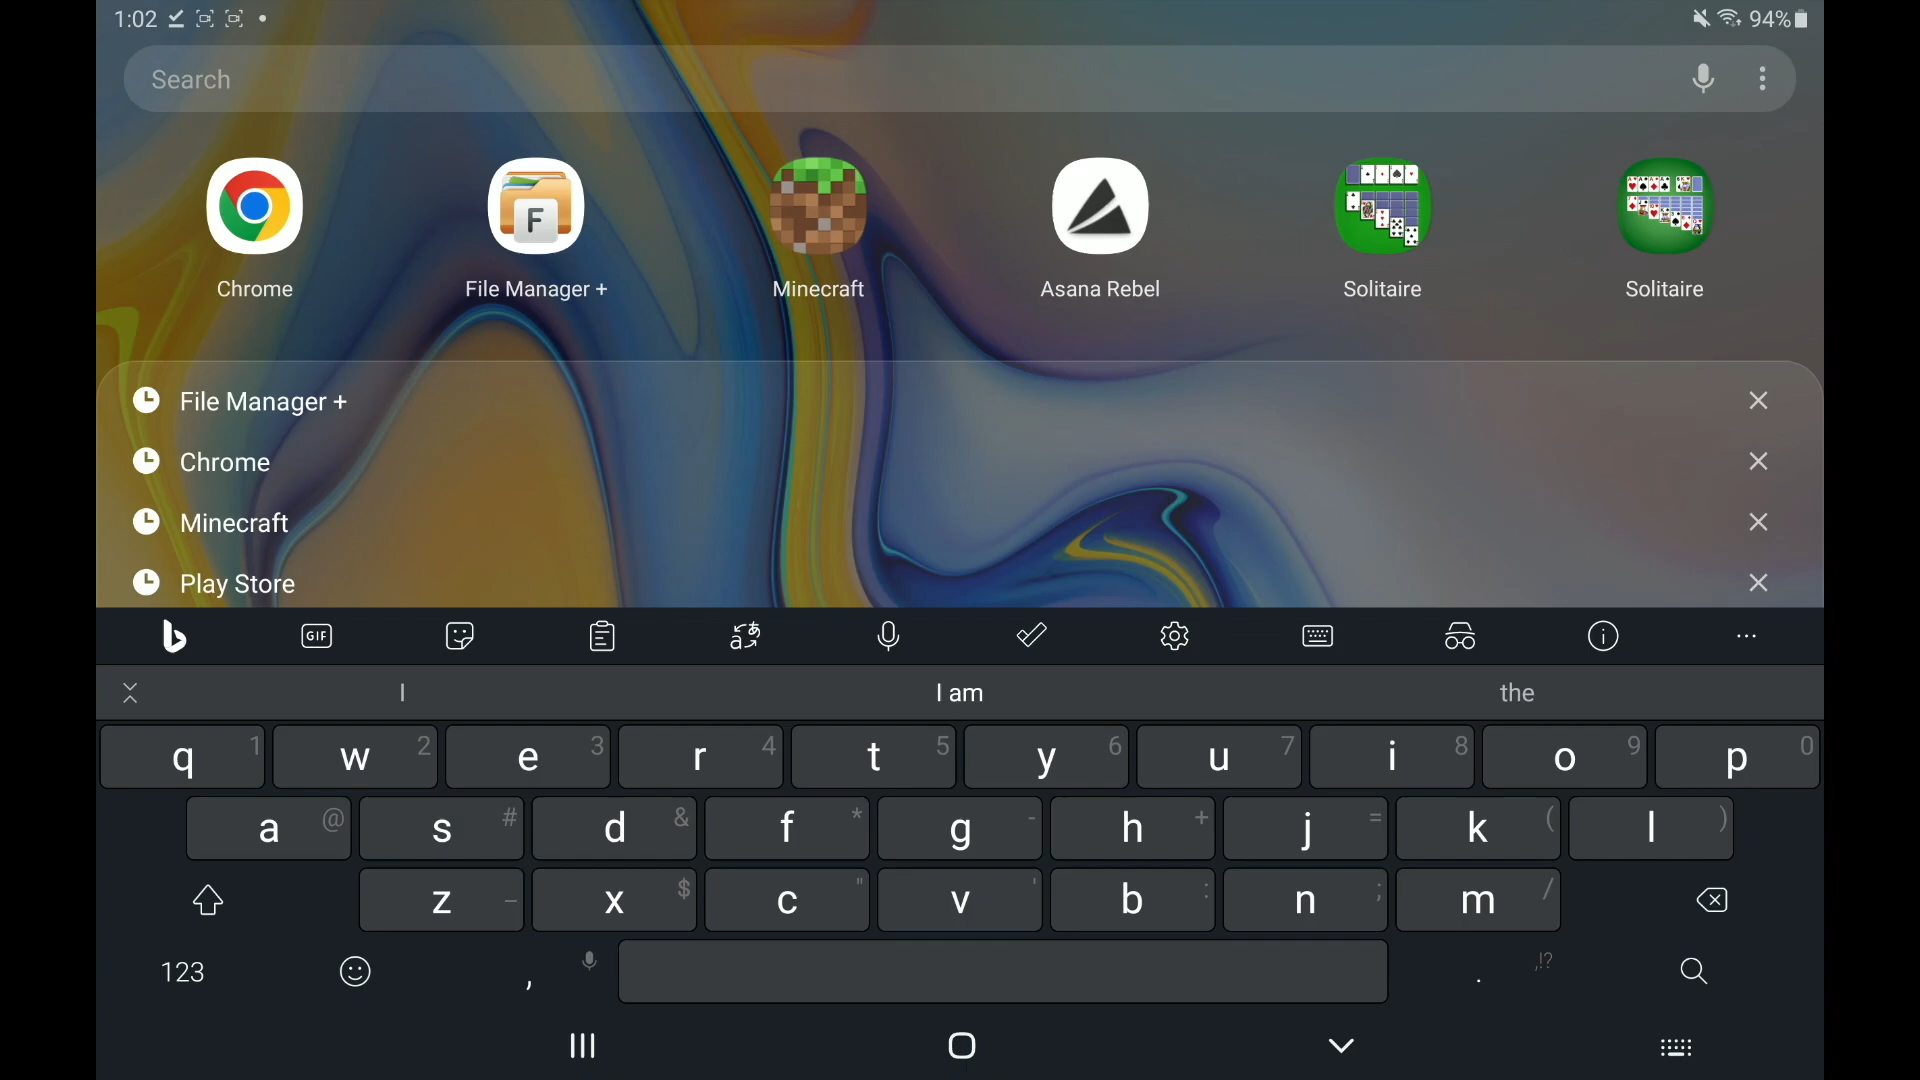 1:02 94%
Search
F
Chrome File Manager + Minecraft Asana Rebel Solitaire Solitaire
File Manager +
Chrome
Minecraft
Play Store
GIF
I I am the
q 1 w 2 e 3 r 4 t 5 y 6 u 7 i 8 o 9 p 0
a @ s # d & f * g - h + j = k ( l )
z _ x $ c " v ' b : n ; m /
123 , . ,!?